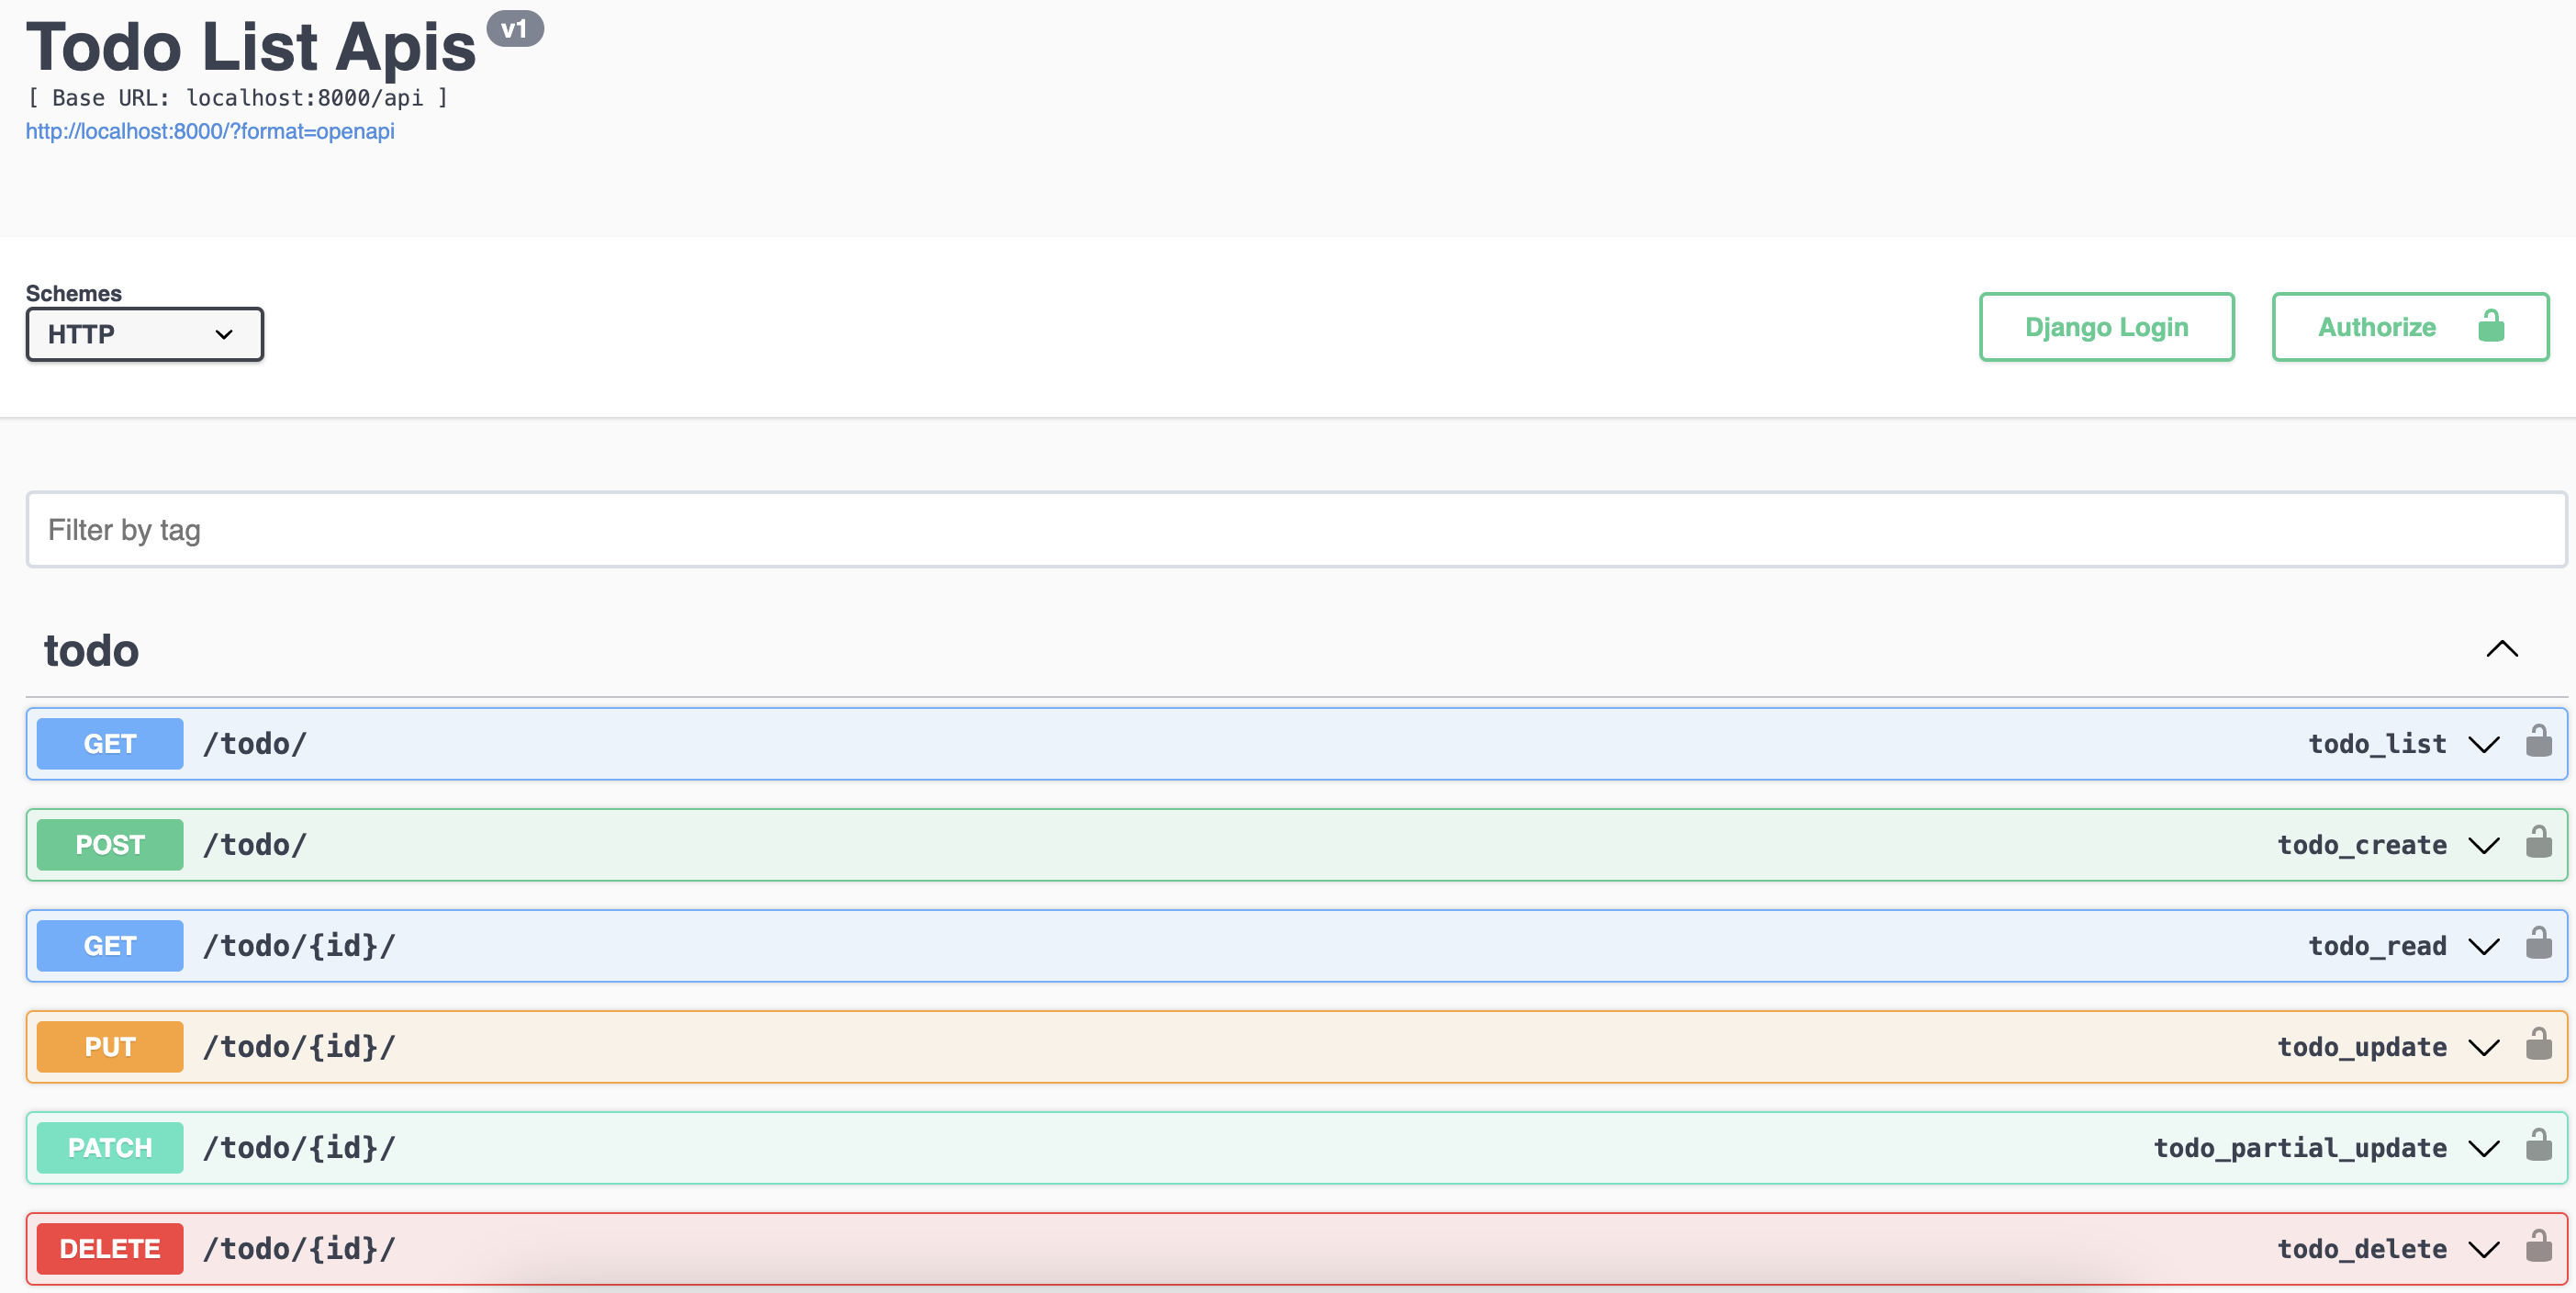 Todo List Apis v1
[ Base URL: localhost:8000/api ]
http://localhost:8000/?format=openapi
Schemes
HTTP
Django Login
Authorize
Filter by tag
todo
GET /todo/ todo_list
POST /todo/ todo_create
GET /todo/{id}/ todo_read
PUT /todo/{id}/ todo_update
PATCH /todo/{id}/ todo_partial_update
DELETE /todo/{id}/ todo_delete